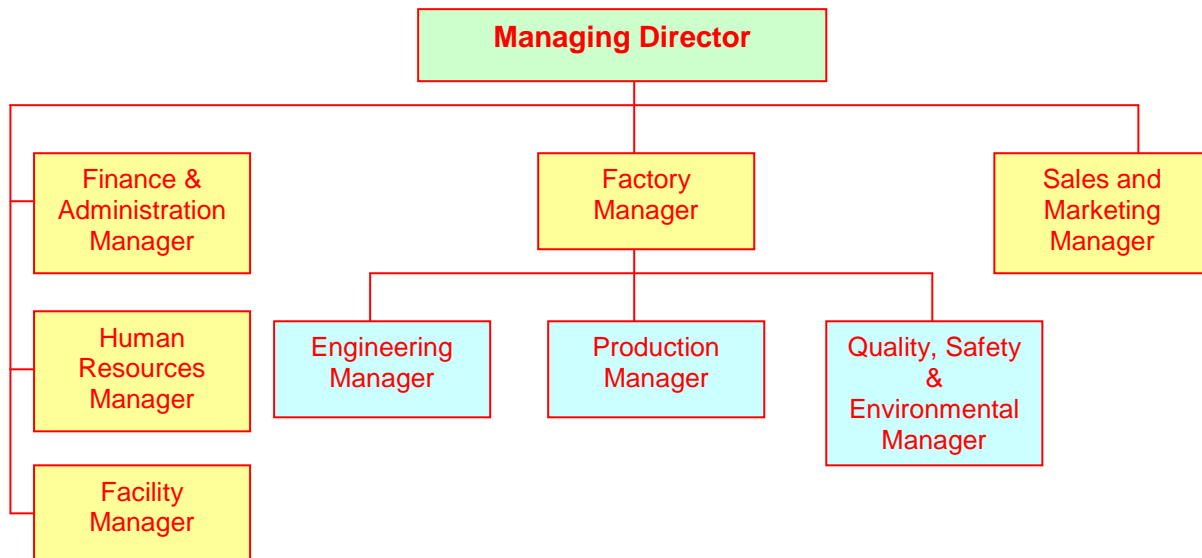 Managing Director
Finance &
Administration
Manager
Factory
Manager
Sales and
Marketing
Manager
Human
Resources
Manager
Engineering
Manager
Production
Manager
Quality, Safety
&
Environmental
Manager
Facility
Manager